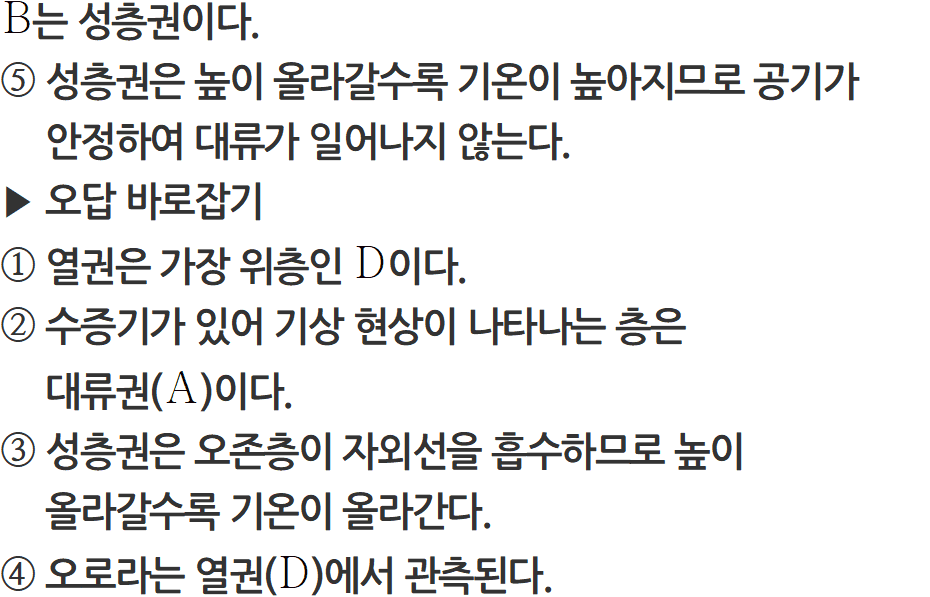 B는 성층권이다.
⑤ 성층권은 높이 올라갈수록 기온이 높아지므로 공기가
안정하여 대류가 일어나지 않는다.
▶ 오답 바로잡기
① 열권은 가장 위층인 D이다.
② 수증기가 있어 기상 현상이 나타나는 층은
대류권(A)이다.
③ 성층권은 오존층이 자외선을 흡수하므로 높이
올라갈수록 기온이 올라간다.
④ 오로라는 열권(D)에서 관측된다.